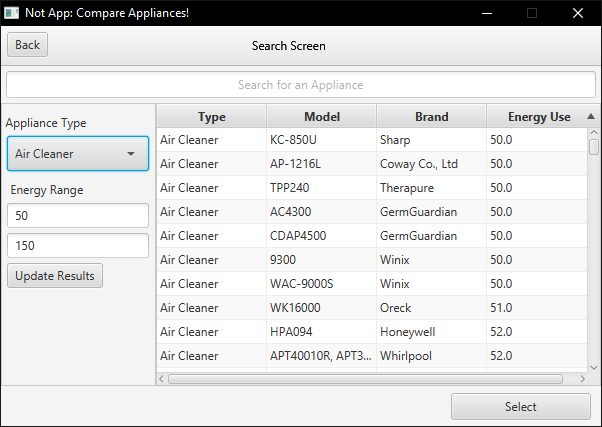 Not App: Compare Appliances!
Back
Search Screen
Search for an Appliance
Appliance Type
Air Cleaner
Energy Range
50
150
Update Results
Type Model Brand Energy Use
Air Cleaner KC-850U Sharp 50.0
Air Cleaner AP-1216L Coway Co., Ltd 50.0
Air Cleaner TPP240 Therapure 50.0
Air Cleaner AC4300 GermGuardian 50.0
Air Cleaner CDAP4500 GermGuardian 50.0
Air Cleaner 9300 Winix 50.0
Air Cleaner WAC-9000S Winix 50.0
Air Cleaner WK16000 Oreck 51.0
Air Cleaner HPA094 Honeywell 52.0
Air Cleaner APT40010R, APT3... Whirlpool 52.0
Select